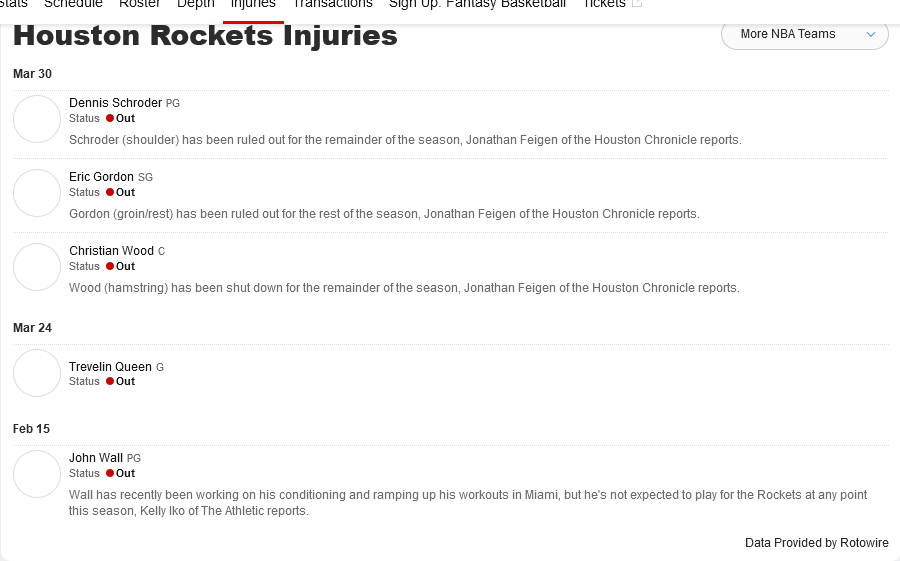 Stats Schedule Roster Depth Injuries Transactions Sign Up: Fantasy Basketball Tickets
Houston Rockets Injuries
More NBA Teams
Mar 30
Dennis Schroder PG
Status Out
Schroder (shoulder) has been ruled out for the remainder of the season, Jonathan Feigen of the Houston Chronicle reports.
Eric Gordon SG
Status Out
Gordon (groin/rest) has been ruled out for the rest of the season, Jonathan Feigen of the Houston Chronicle reports.
Christian Wood C
Status Out
Wood (hamstring) has been shut down for the remainder of the season, Jonathan Feigen of the Houston Chronicle reports.
Mar 24
Trevelin Queen G
Status Out
Feb 15
John Wall PG
Status Out
Wall has recently been working on his conditioning and ramping up his workouts in Miami, but he's not expected to play for the Rockets at any point
this season, Kelly Iko of The Athletic reports.
Data Provided by Rotowire